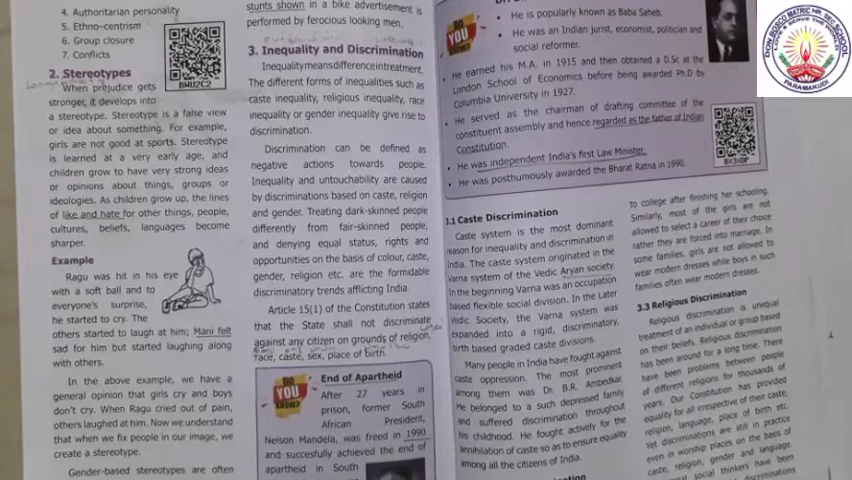 4. Authoritarian personality
5. Ethno–centrism
6. Group closure
7. Conflicts
BWU2C2
2. Stereotypes
When prejudice gets
stronger, it develops into
a stereotype. Stereotype is a false view
or idea about something. For example,
girls are not good at sports. Stereotype
is learned at a very early age, and
children grow to have very strong ideas
or opinions about things, groups or
ideologies. As children grow up, the lines
of like and hate for other things, people,
cultures, beliefs, languages become
sharper.
Example
Ragu was hit in his eye
with a soft ball and to
everyone's surprise,
he started to cry. The
others started to laugh at him; Mani felt
sad for him but started laughing along
with others.
In the above example, we have a
general opinion that girls cry and boys
don't cry. When Ragu cried out of pain,
others laughed at him. Now we understand
that when we fix people in our image, we
create a stereotype.
Gender-based stereotypes are often
stunts shown in a bike advertisement is
performed by ferocious looking men.
3. Inequality and Discrimination
Inequality means difference in treatment.
The different forms of inequalities such as
caste inequality, religious inequality, race
inequality or gender inequality give rise to
discrimination.
Discrimination can be defined as
negative actions towards people.
Inequality and untouchability are caused
by discriminations based on caste, religion
and gender. Treating dark-skinned people
differently from fair-skinned people,
and denying equal status, rights and
opportunities on the basis of colour, caste,
gender, religion etc. are the formidable
discriminatory trends afflicting India.
Article 15(1) of the Constitution states
that the State shall not discriminate
against any citizen on grounds of religion,
race, caste, sex, place of birth.
DO YOU KNOW?
End of Apartheid
After 27 years in
prison, former South
African President,
Nelson Mandela, was freed in 1990
and succesfully achieved the end of
apartheid in South
DO YOU KNOW?
• He is popularly known as Baba Saheb.
• He was an Indian jurist, economist, politician and
social reformer.
• He earned his M.A. in 1915 and then obtained a D.Sc at the
London School of Economics before being awarded Ph.D by
Columbia University in 1927.
• He served as the chairman of drafting committee of the
constituent assembly and hence regarded as the father of Indian
Constitution.
• He was independent India's first Law Minister.
• He was posthumously awarded the Bharat Ratna in 1990.
3.1 Caste Discrimination
Caste system is the most dominant
reason for inequality and discrimination in
India. The caste system originated in the
Varna system of the Vedic Aryan society.
In the beginning Varna was an occupation
based flexible social division. In the Later
Vedic Society, the Varna system was
expanded into a rigid, discriminatory,
birth based graded caste divisions.
Many people in India have fought against
caste oppression. The most prominent
among them was Dr. B.R. Ambedkar.
He belonged to a such depressed family
and suffered discrimination throughout
his childhood. He fought actively for the
annihilation of caste so as to ensure equality
among all the citizens of India.
to college after finishing her schooling.
Similarly, most of the girls are not
allowed to select a career of their choice
rather they are forced into marriage. In
some families, girls are not allowed to
wear modern dresses while boys in such
families often wear modern dresses.
3.3 Religious Discrimination
Religious discrimination is unequal
treatment of an individual or group based
on their beliefs. Religious discrimination
has been around for a long time. There
have been problems between people
of different religions for thousands of
years. Our Constitution has provided
equality for all irrespective of their caste,
religion, language, place of birth etc.
Yet discriminations are still in practice
even in worship places on the basis of
caste, religion, gender and language.
social thinkers have been
discriminations
DON BOSCO MATRIC HR. SEC. SCHOOL
LOVE & SERVE THE WORLD
PARAMAKUDI